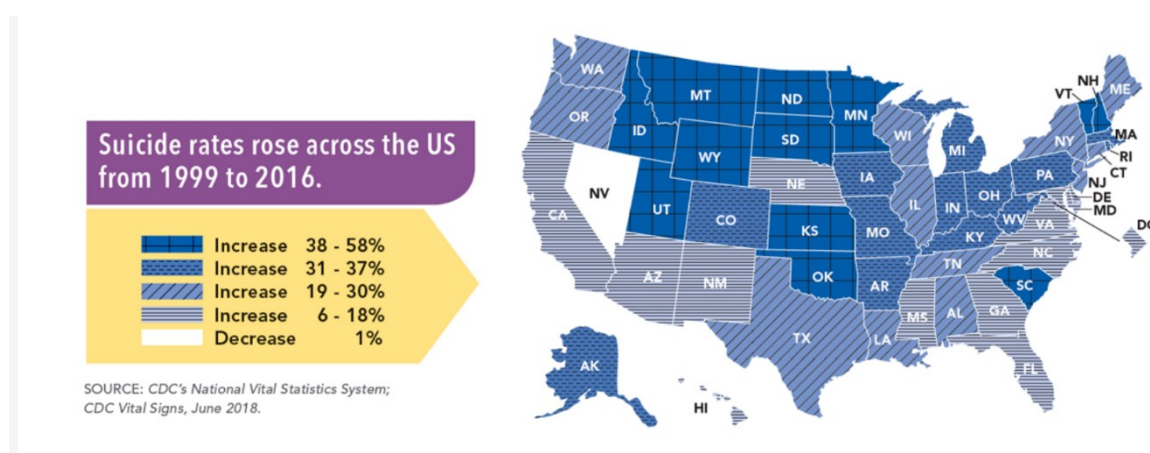 Suicide rates rose across the US
from 1999 to 2016.
Increase 38 - 58%
Increase 31 - 37%
Increase 19 - 30%
Increase 6 - 18%
Decrease 1%
SOURCE: CDC's National Vital Statistics System;
CDC Vital Signs, June 2018.
WA
OR
CA
NV
ID
MT
WY
UT
AZ
CO
NM
ND
SD
NE
KS
OK
TX
MN
IA
MO
AR
LA
WI
IL
MS
MI
IN
OH
KY
TN
AL
GA
FL
SC
NC
VA
WV
PA
NY
VT
NH
ME
MA
RI
CT
NJ
DE
MD
DC
AK
HI